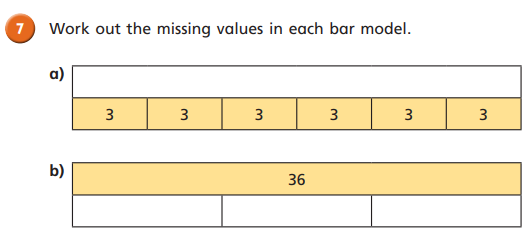 7 Work out the missing values in each bar model.
a)
3 3 3 3 3 3
b)
36